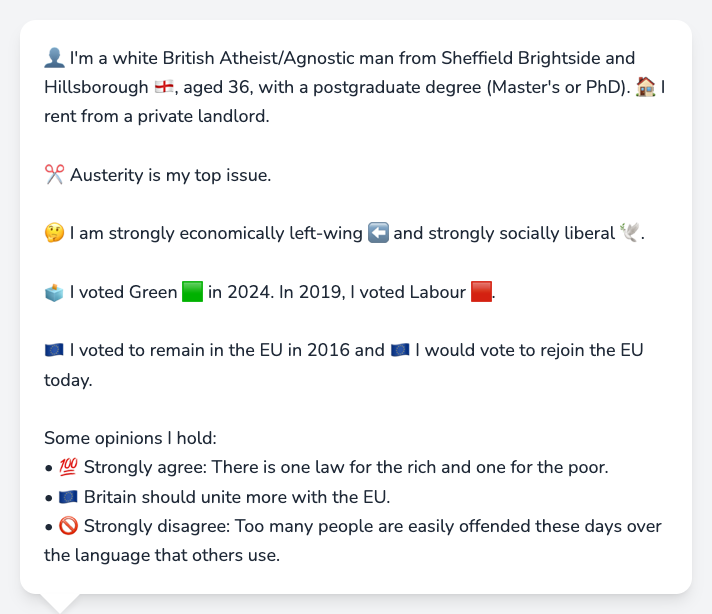 👤 I'm a white British Atheist/Agnostic man from Sheffield Brightside and
Hillsborough 🏴󠁧󠁢󠁥󠁮󠁧󠁿, aged 36, with a postgraduate degree (Master's or PhD). 🏠 I
rent from a private landlord.
✂️ Austerity is my top issue.
🤔 I am strongly economically left-wing ⬅️ and strongly socially liberal 🕊️.
🗳️ I voted Green 🟩 in 2024. In 2019, I voted Labour 🟥.
🇪🇺 I voted to remain in the EU in 2016 and 🇪🇺 I would vote to rejoin the EU
today.
Some opinions I hold:
• 💯 Strongly agree: There is one law for the rich and one for the poor.
• 🇪🇺 Britain should unite more with the EU.
• 🚫 Strongly disagree: Too many people are easily offended these days over
the language that others use.